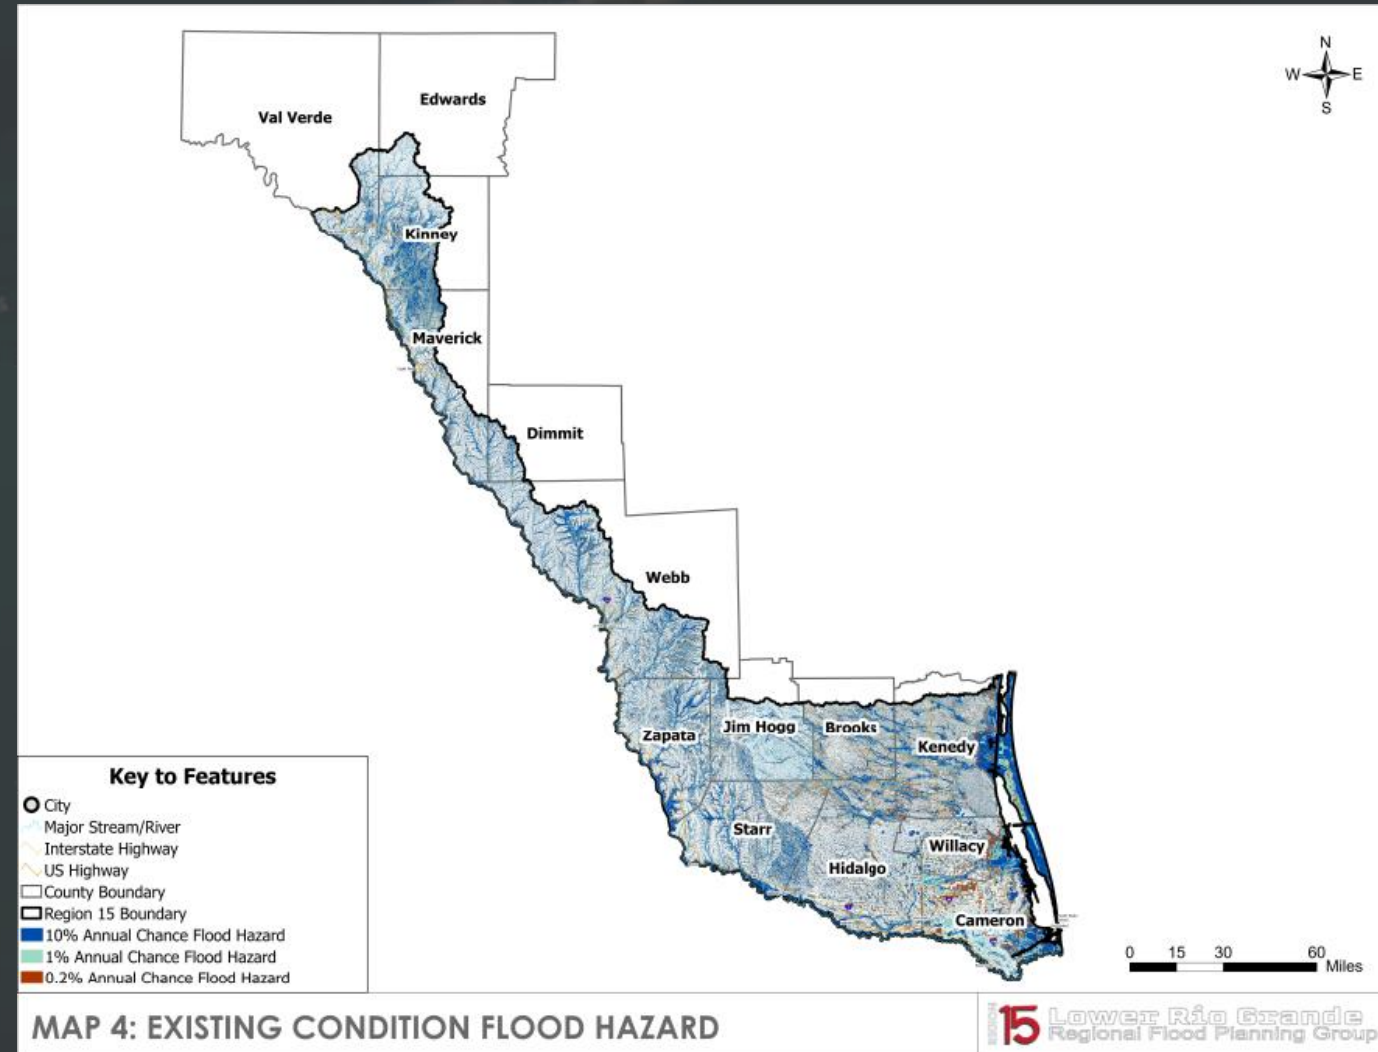 N
W E
S
Edwards
Val Verde
Kinney
Maverick
Dimmit
Webb
Zapata
Jim Hogg
Brooks
Kenedy
Starr
Willacy
Hidalgo
Cameron
Key to Features
City
Major Stream/River
Interstate Highway
US Highway
County Boundary
Region 15 Boundary
10% Annual Chance Flood Hazard
1% Annual Chance Flood Hazard
0.2% Annual Chance Flood Hazard
0 15 30 60
Miles
MAP 4: EXISTING CONDITION FLOOD HAZARD
REGION 15 Lower Rio Grande
Regional Flood Planning Group